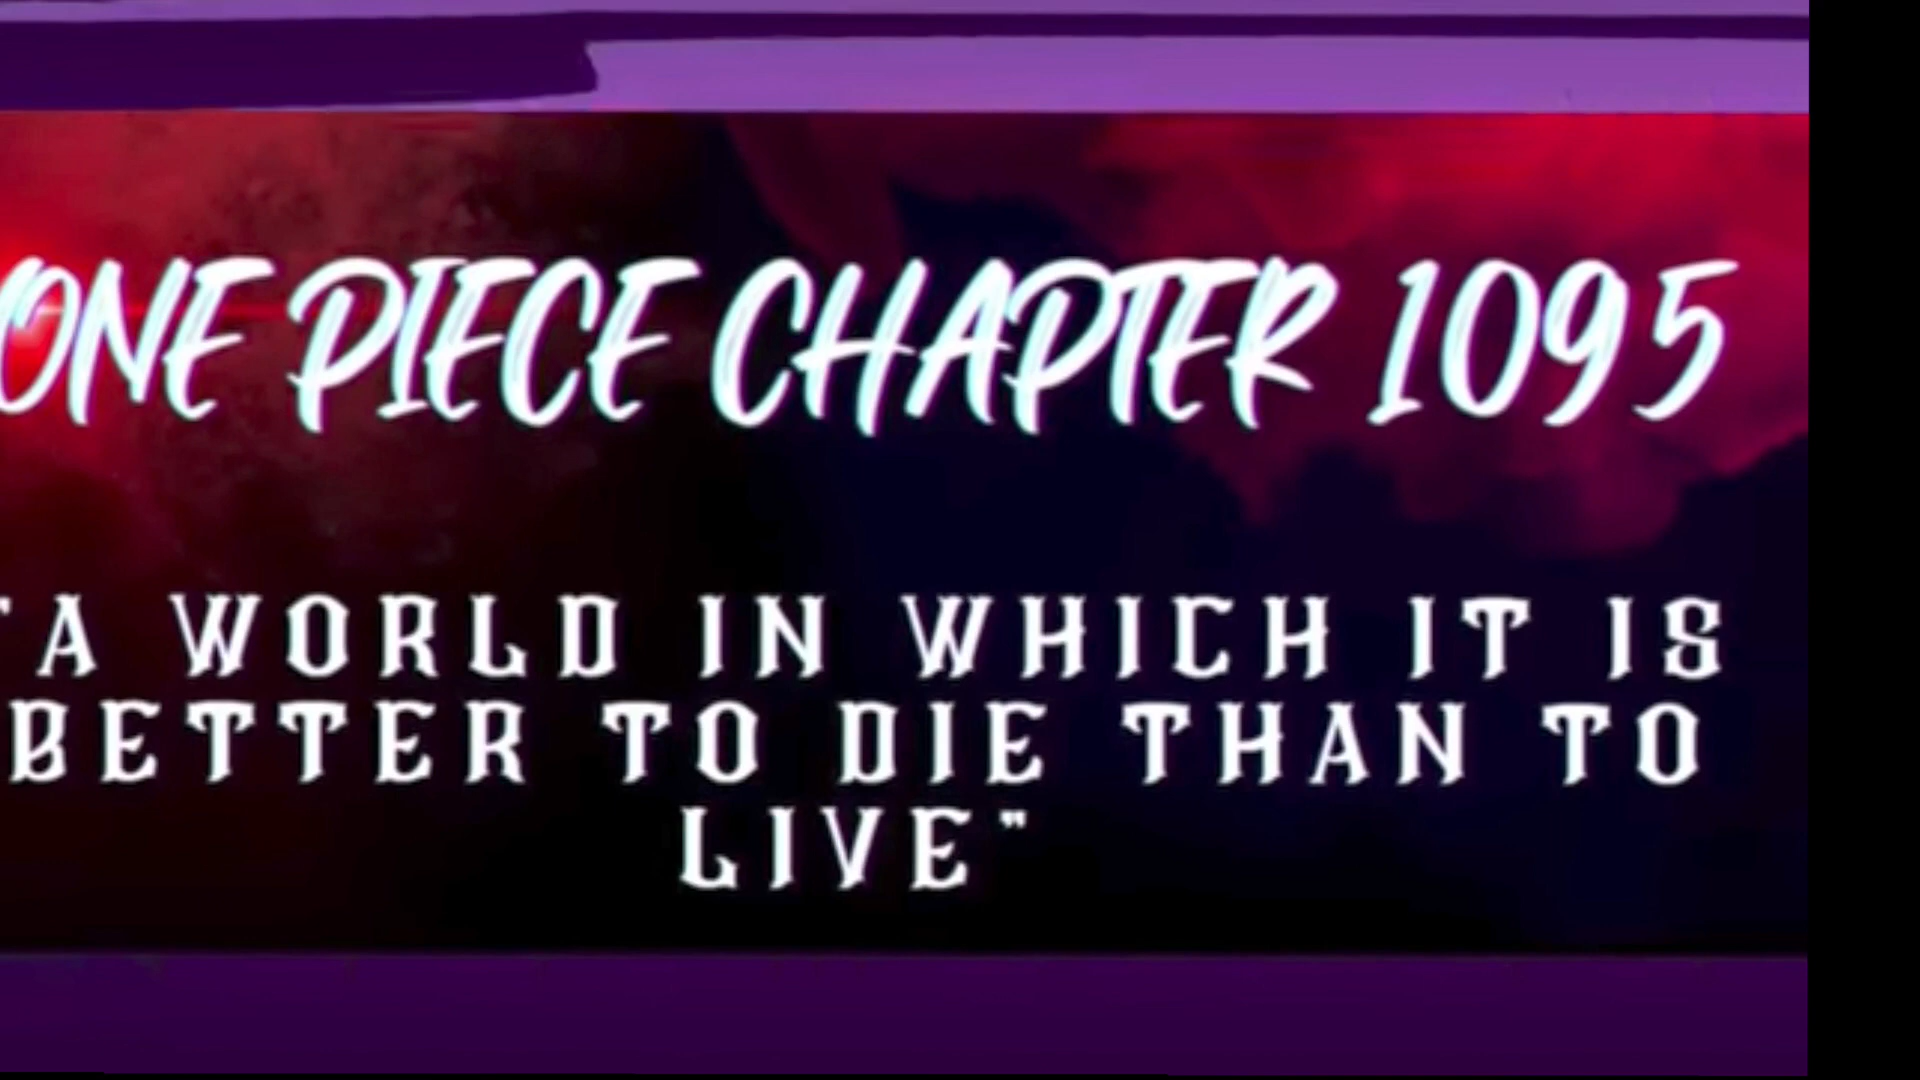 ONE PIECE CHAPTER 1095
"A WORLD IN WHICH IT IS
BETTER TO DIE THAN TO
LIVE"